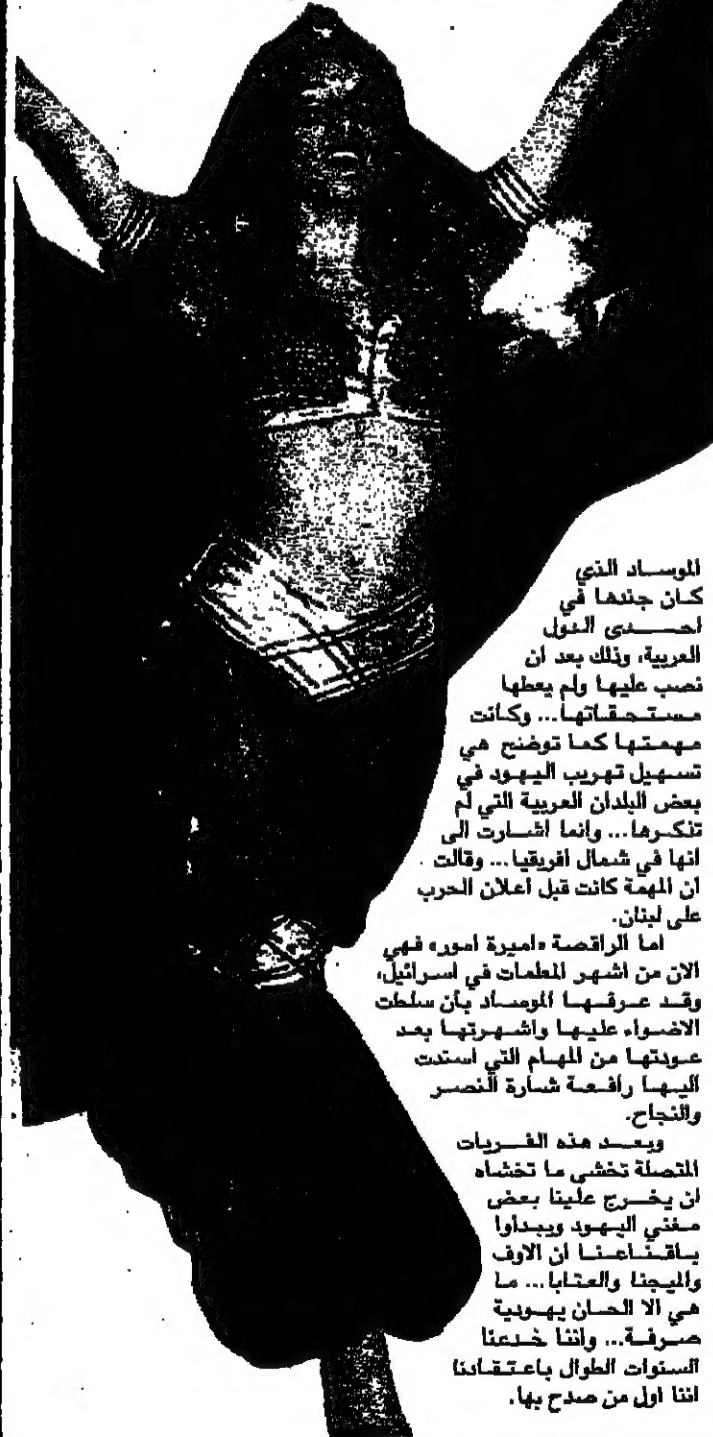 الموساد الذي
كان جندها في
احدى الدول
العربية، وذلك بعد ان
نصب عليها ولم يعطها
مستحقاتها... وكانت
مهمتها كما توضح هي
تسهيل تهريب اليهود في
بعض البلدان العربية التي لم
تذكرها... وانما اشارت الى
انها في شمال افريقيا... وقالت
ان المهمة كانت قبل اعلان الحرب
على لبنان.
اما الراقصة «اميرة امور» فهي
الان من اشهر المعلمات في اسرائيل،
وقد عرفها الموساد بأن سلطت
الاضواء عليها واشهرتها بعد
عودتها من المهام التي اسندت
اليها رافعة شارة النصر
والنجاح.
وبعد هذه الفريات
المتصلة تخشى ما تخشاه
ان يخرج علينا بعض
مغني اليهود ويبدأوا
باقناعنا ان الاوف
والميجنا والعتابا... ما
هي الا الحان يهودية
صرفة... واننا خدعنا
السنوات الطوال باعتقادنا
اننا اول من صدح بها.